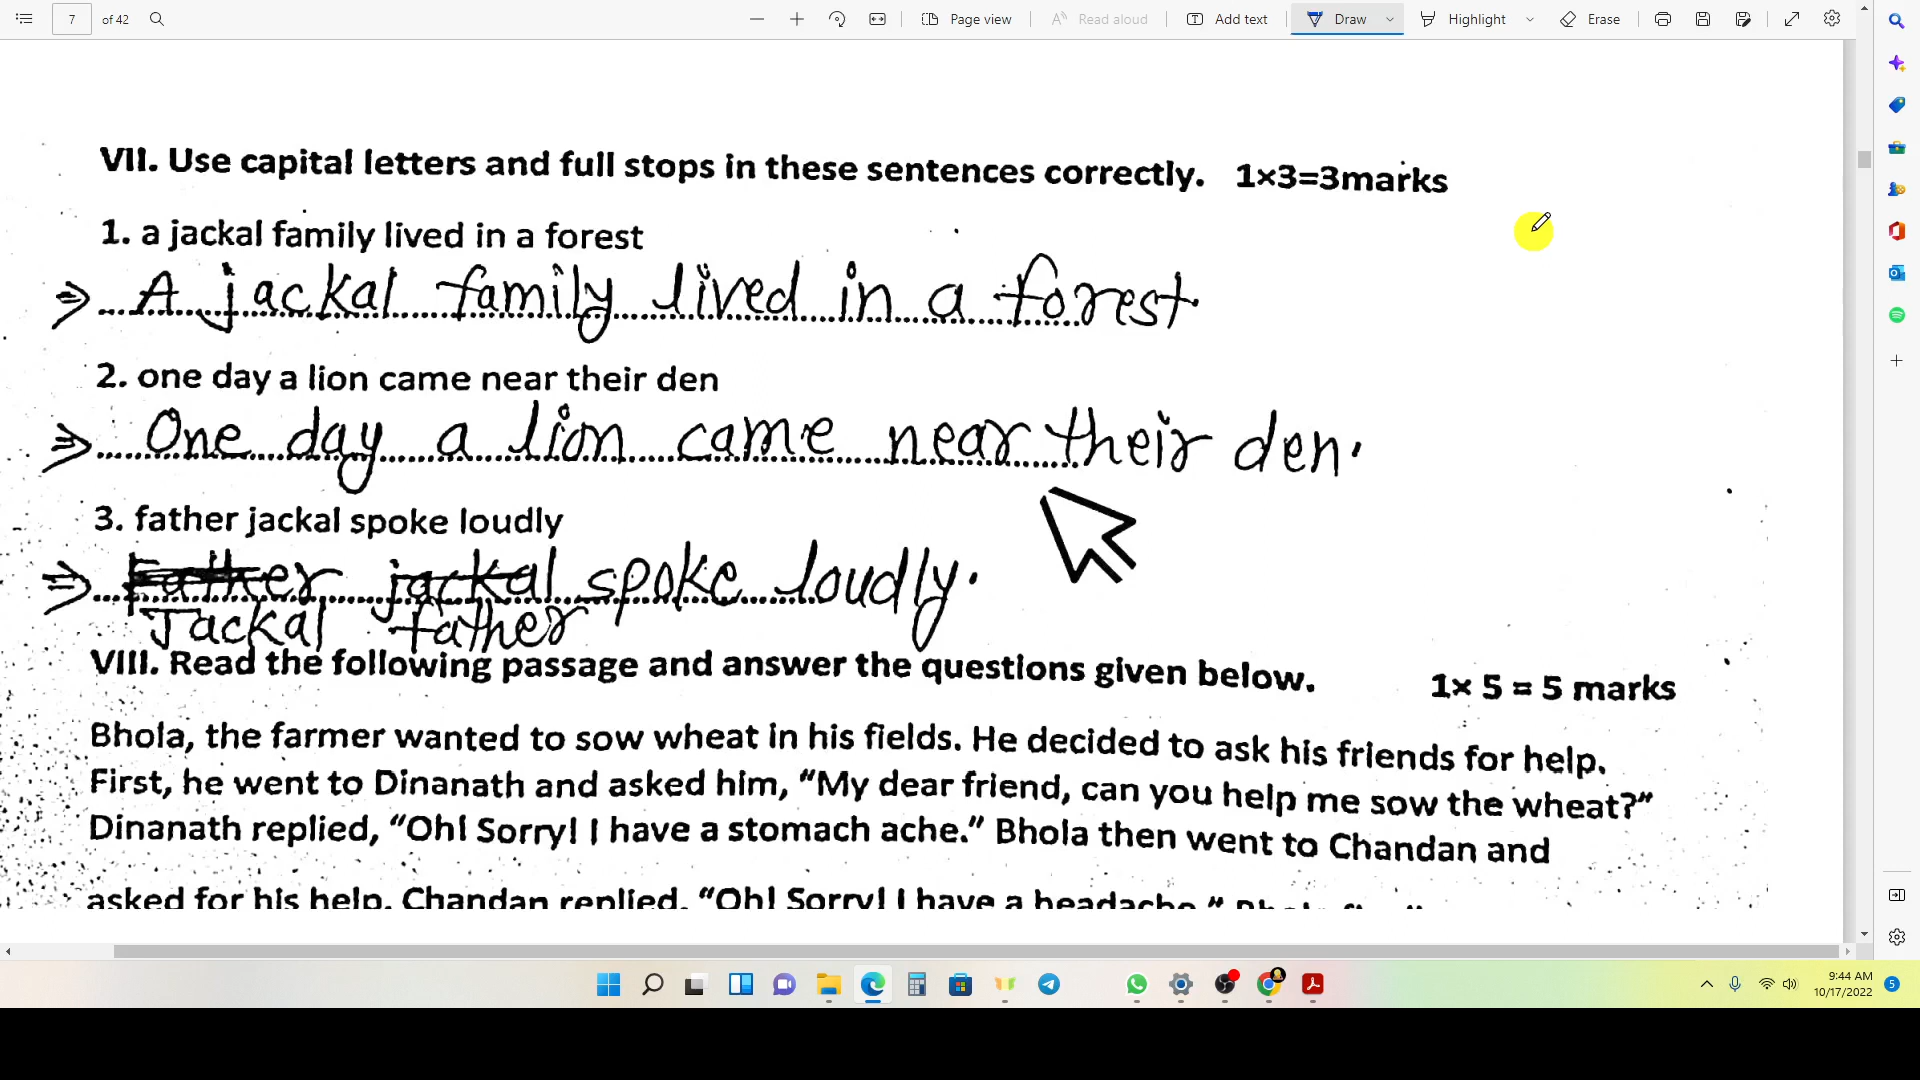 7 of 42 Page view Read aloud Add text Draw Highlight Erase
VII. Use capital letters and full stops in these sentences correctly. 1×3=3marks
1. a jackal family lived in a forest
⇒ A jackal family lived in a forest.
2. one day a lion came near their den
⇒ One day a lion came near their den.
3. father jackal spoke loudly
⇒ Father jackal spoke loudly.
Jackal father
VIII. Read the following passage and answer the questions given below. 1× 5 = 5 marks
Bhola, the farmer wanted to sow wheat in his fields. He decided to ask his friends for help.
First, he went to Dinanath and asked him, “My dear friend, can you help me sow the wheat?”
Dinanath replied, “Oh! Sorry! I have a stomach ache.” Bhola then went to Chandan and
asked for his help. Chandan replied, “Oh! Sorry! I have a headache.”
9:44 AM
10/17/2022
5